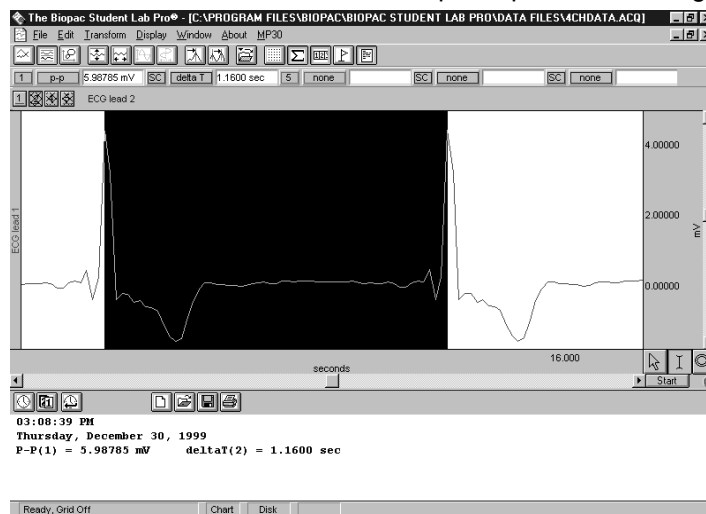 The Biopac Student Lab Pro® - [C:\PROGRAM FILES\BIOPAC\BIOPAC STUDENT LAB PRO\DATA FILES\4CHDATA.ACQ]
File Edit Transform Display Window About MP30
1 p-p 5.98785 mV SC delta T 1.1600 sec 5 none SC none SC none
1 ECG lead 2
4.00000
2.00000
0.00000
mV
ECG lead 1
16.000
seconds
Start
03:08:39 PM
Thursday, December 30, 1999
P-P(1) = 5.98785 mV deltaT(2) = 1.1600 sec
Ready, Grid Off Chart Disk